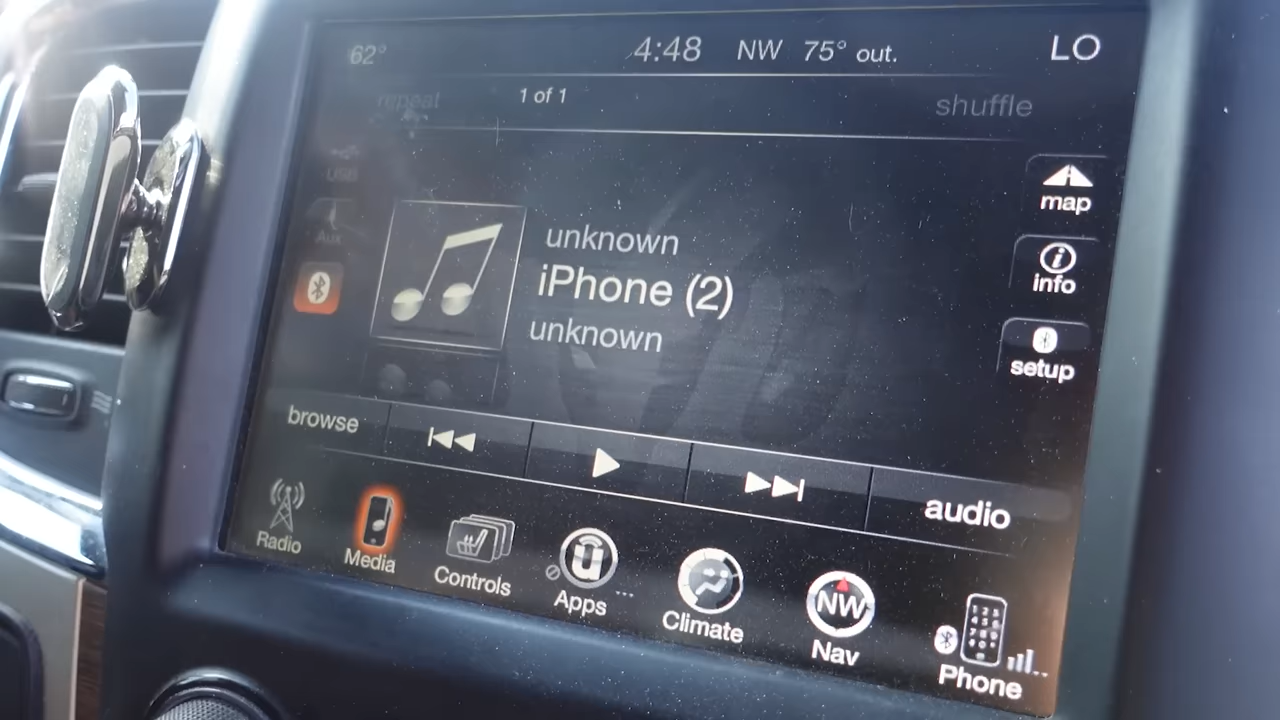 62° 4:48 NW 75° out. LO
repeat 1 of 1 shuffle
USB
Aux
map
info
setup
unknown
iPhone (2)
unknown
browse audio
Radio Media Controls Apps Climate Nav Phone
NW